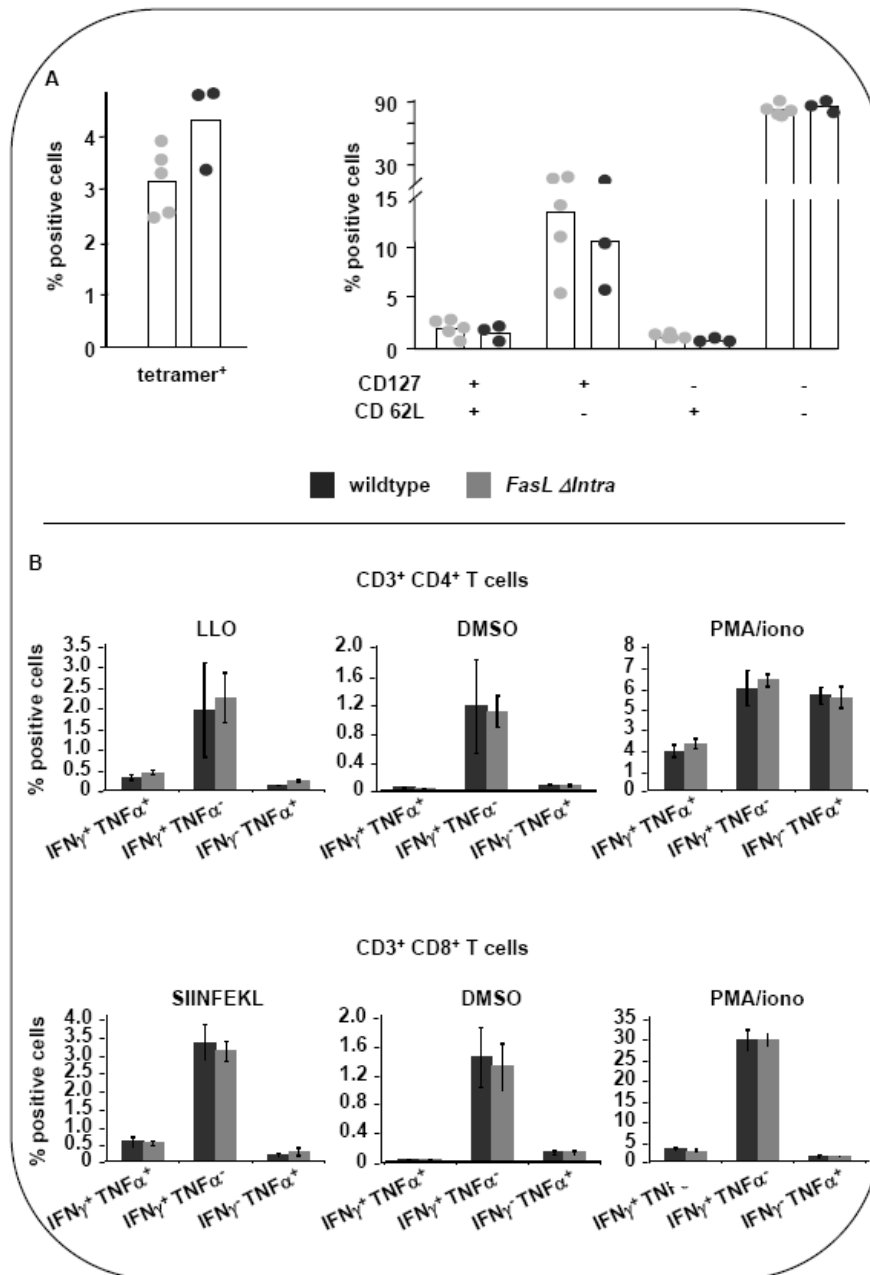 A
% positive cells
4
3
2
1
0
tetramer⁺
% positive cells
90
30
15
10
5
0
CD127 + + - -
CD 62L + - + -
wildtype FasL ΔIntra
B
CD3⁺ CD4⁺ T cells
LLO DMSO PMA/iono
% positive cells
3.5
3.0
2.5
2.0
1.5
1.0
0.5
0
2.0
1.6
1.2
0.8
0.4
0
8
7
6
5
3
4
1
0
IFNγ⁺ TNFα⁺ IFNγ⁺ TNFα⁻ IFNγ⁻ TNFα⁺
IFNγ⁺ TNFα⁺ IFNγ⁺ TNFα⁻ IFNγ⁻ TNFα⁺
IFNγ⁺ TNFα⁺ IFNγ⁺ TNFα⁻ IFNγ⁻ TNFα⁺
CD3⁺ CD8⁺ T cells
SIINFEKL DMSO PMA/iono
% positive cells
4.0
3.5
3.0
2.5
2.0
1.5
1.0
0.5
0
2.0
1.6
1.2
0.8
0.4
0
35
30
25
20
15
10
5
0
IFNγ⁺ TNFα⁺ IFNγ⁺ TNFα⁻ IFNγ⁻ TNFα⁺
IFNγ⁺ TNFα⁺ IFNγ⁺ TNFα⁻ IFNγ⁻ TNFα⁺
IFNγ⁺ IFNγ⁺ TNFα⁻ IFNγ⁻ TNFα⁺